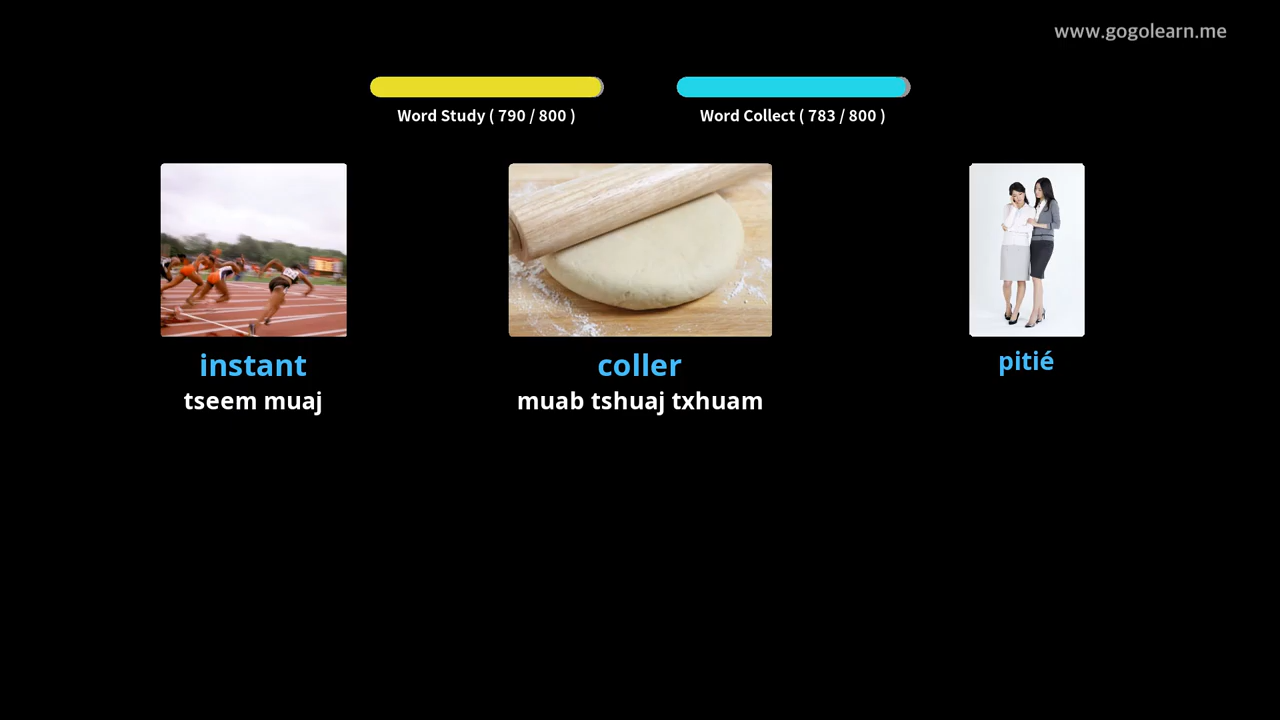 www.gogolearn.me
Word Study ( 790 / 800 )
Word Collect ( 783 / 800 )
instant
tseem muaj
coller
muab tshuaj txhuam
pitié